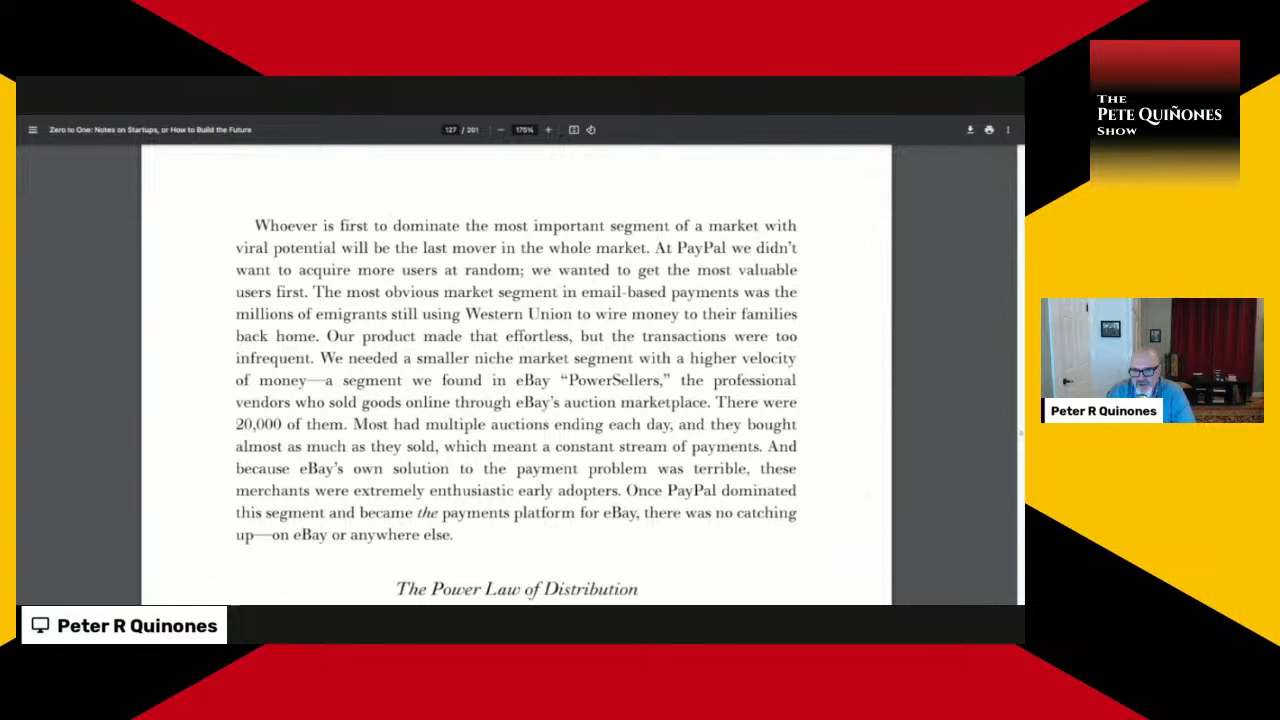 THE
PETE QUIÑONES
SHOW
Zero to One: Notes on Startups, or How to Build the Future
127 / 201
175%
Whoever is first to dominate the most important segment of a market with
viral potential will be the last mover in the whole market. At PayPal we didn't
want to acquire more users at random; we wanted to get the most valuable
users first. The most obvious market segment in email-based payments was the
millions of emigrants still using Western Union to wire money to their families
back home. Our product made that effortless, but the transactions were too
infrequent. We needed a smaller niche market segment with a higher velocity
of money—a segment we found in eBay “PowerSellers,” the professional
vendors who sold goods online through eBay's auction marketplace. There were
20,000 of them. Most had multiple auctions ending each day, and they bought
almost as much as they sold, which meant a constant stream of payments. And
because eBay's own solution to the payment problem was terrible, these
merchants were extremely enthusiastic early adopters. Once PayPal dominated
this segment and became the payments platform for eBay, there was no catching
up—on eBay or anywhere else.
The Power Law of Distribution
Peter R Quinones
Peter R Quinones